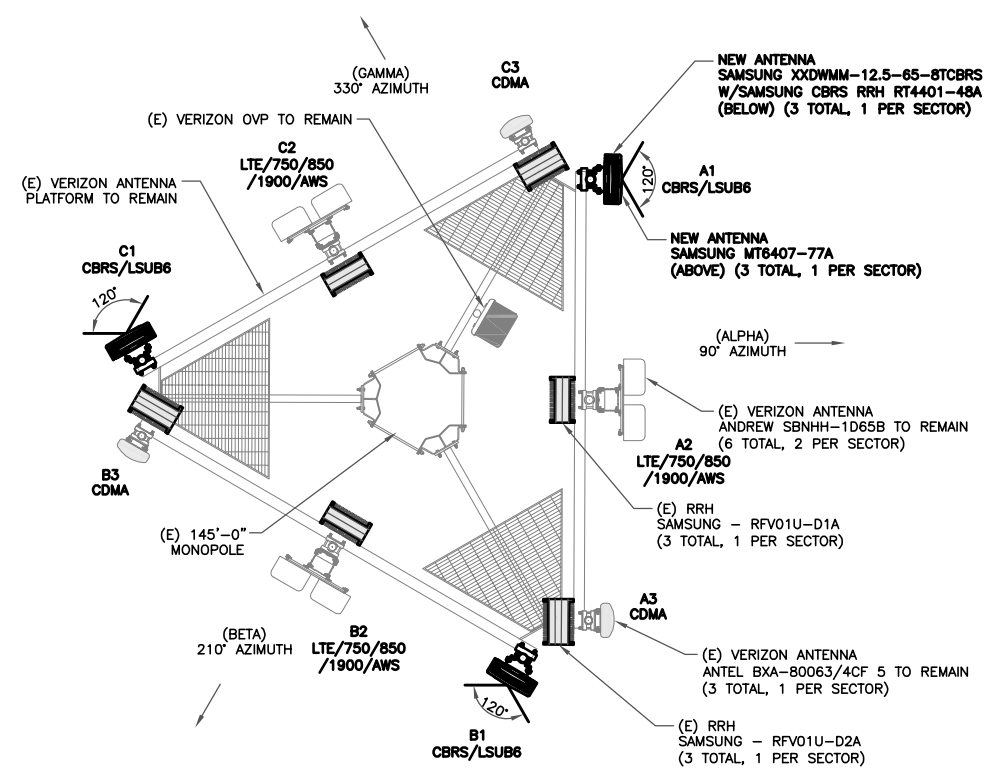 (GAMMA)
330° AZIMUTH
C3
CDMA
NEW ANTENNA
SAMSUNG XXDWMM-12.5-65-8TCBRS
W/SAMSUNG CBRS RRH RT4401-48A
(BELOW) (3 TOTAL, 1 PER SECTOR)
(E) VERIZON OVP TO REMAIN
C2
LTE/750/850
/1900/AWS
(E) VERIZON ANTENNA
PLATFORM TO REMAIN
120°
A1
CBRS/LSUB6
NEW ANTENNA
SAMSUNG MT6407-77A
(ABOVE) (3 TOTAL, 1 PER SECTOR)
C1
CBRS/LSUB6
120°
(ALPHA)
90° AZIMUTH
(E) VERIZON ANTENNA
ANDREW SBNHH-1D65B TO REMAIN
(6 TOTAL, 2 PER SECTOR)
A2
LTE/750/850
/1900/AWS
B3
CDMA
(E) RRH
SAMSUNG - RFV01U-D1A
(3 TOTAL, 1 PER SECTOR)
(E) 145'-0"
MONOPOLE
A3
CDMA
(BETA)
210° AZIMUTH
B2
LTE/750/850
/1900/AWS
(E) VERIZON ANTENNA
ANTEL BXA-80063/4CF 5 TO REMAIN
(3 TOTAL, 1 PER SECTOR)
120°
B1
CBRS/LSUB6
(E) RRH
SAMSUNG - RFV01U-D2A
(3 TOTAL, 1 PER SECTOR)